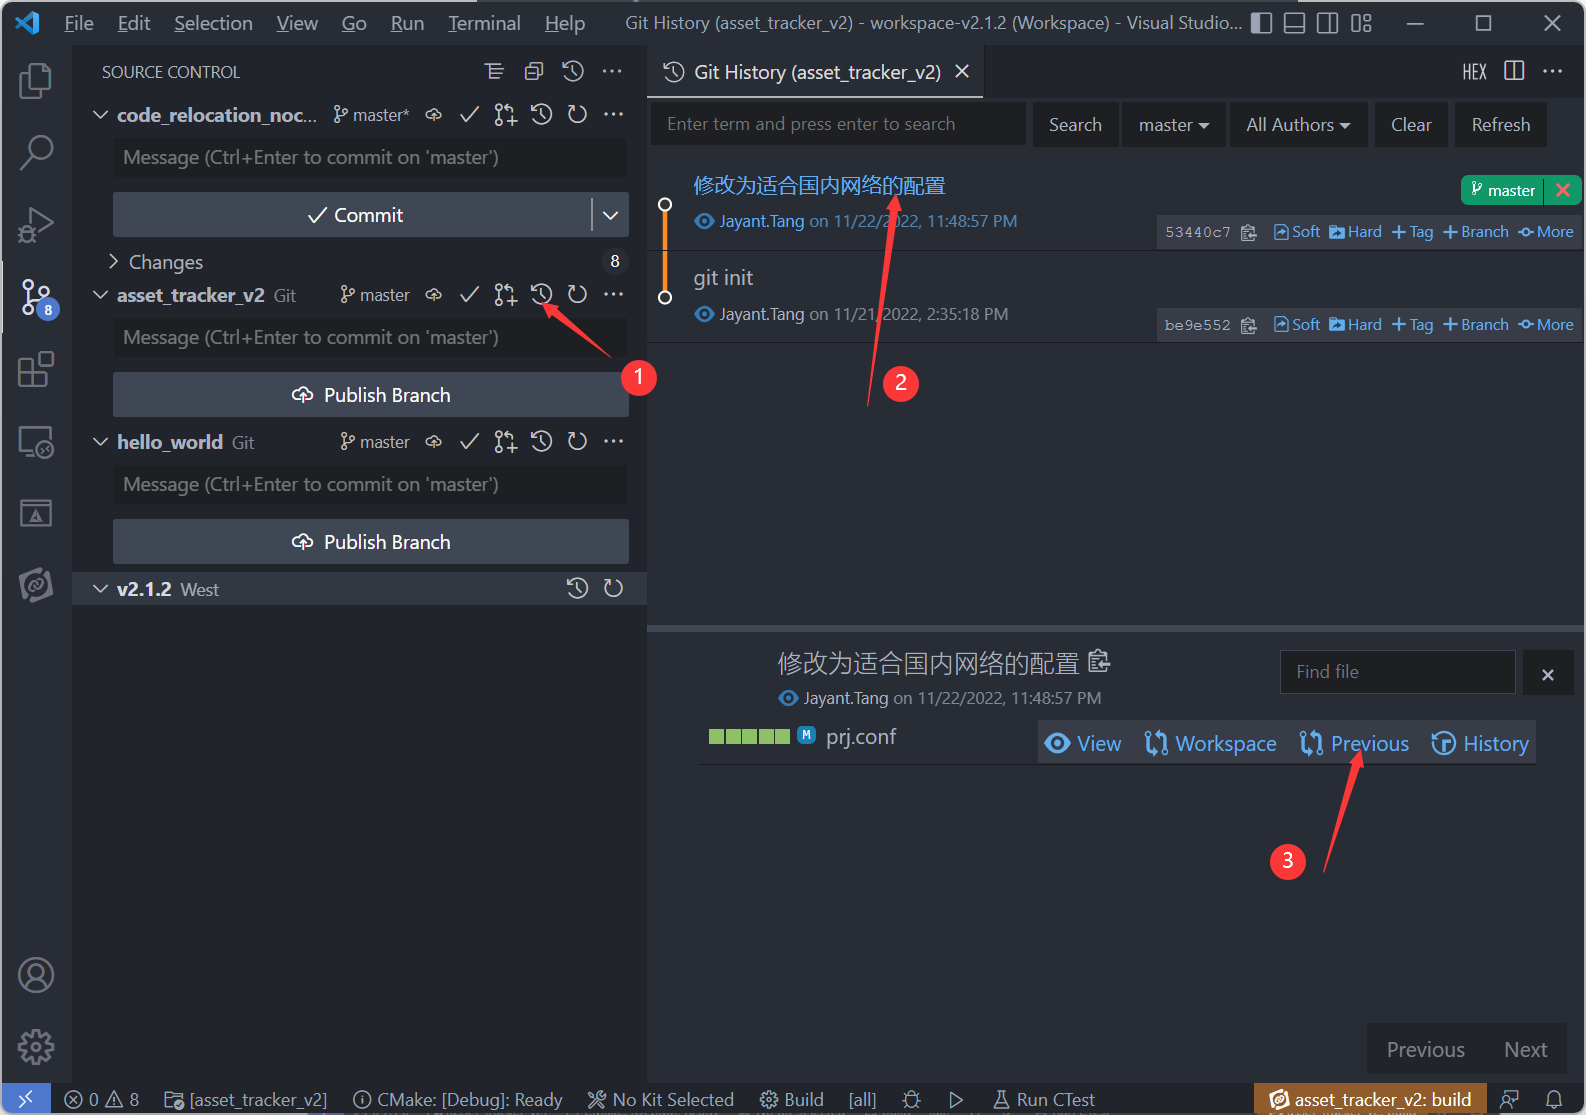 File Edit Selection View Go Run Terminal Help Git History (asset_tracker_v2) - workspace-v2.1.2 (Workspace) - Visual Studio...
SOURCE CONTROL
code_relocation_noc... master*
Message (Ctrl+Enter to commit on 'master')
Commit
Changes 8
asset_tracker_v2 Git master
8
Message (Ctrl+Enter to commit on 'master')
1
Publish Branch
hello_world Git master
Message (Ctrl+Enter to commit on 'master')
Publish Branch
v2.1.2 West
Git History (asset_tracker_v2)
HEX
Enter term and press enter to search Search master All Authors Clear Refresh
修改为适合国内网络的配置
master
Jayant.Tang on 11/22/2022, 11:48:57 PM
53440c7 Soft Hard Tag Branch More
git init
Jayant.Tang on 11/21/2022, 2:35:18 PM
be9e552 Soft Hard Tag Branch More
2
修改为适合国内网络的配置
Find file
Jayant.Tang on 11/22/2022, 11:48:57 PM
M prj.conf View Workspace Previous History
3
Previous Next
0 8 [asset_tracker_v2] CMake: [Debug]: Ready No Kit Selected Build [all] Run CTest asset_tracker_v2: build